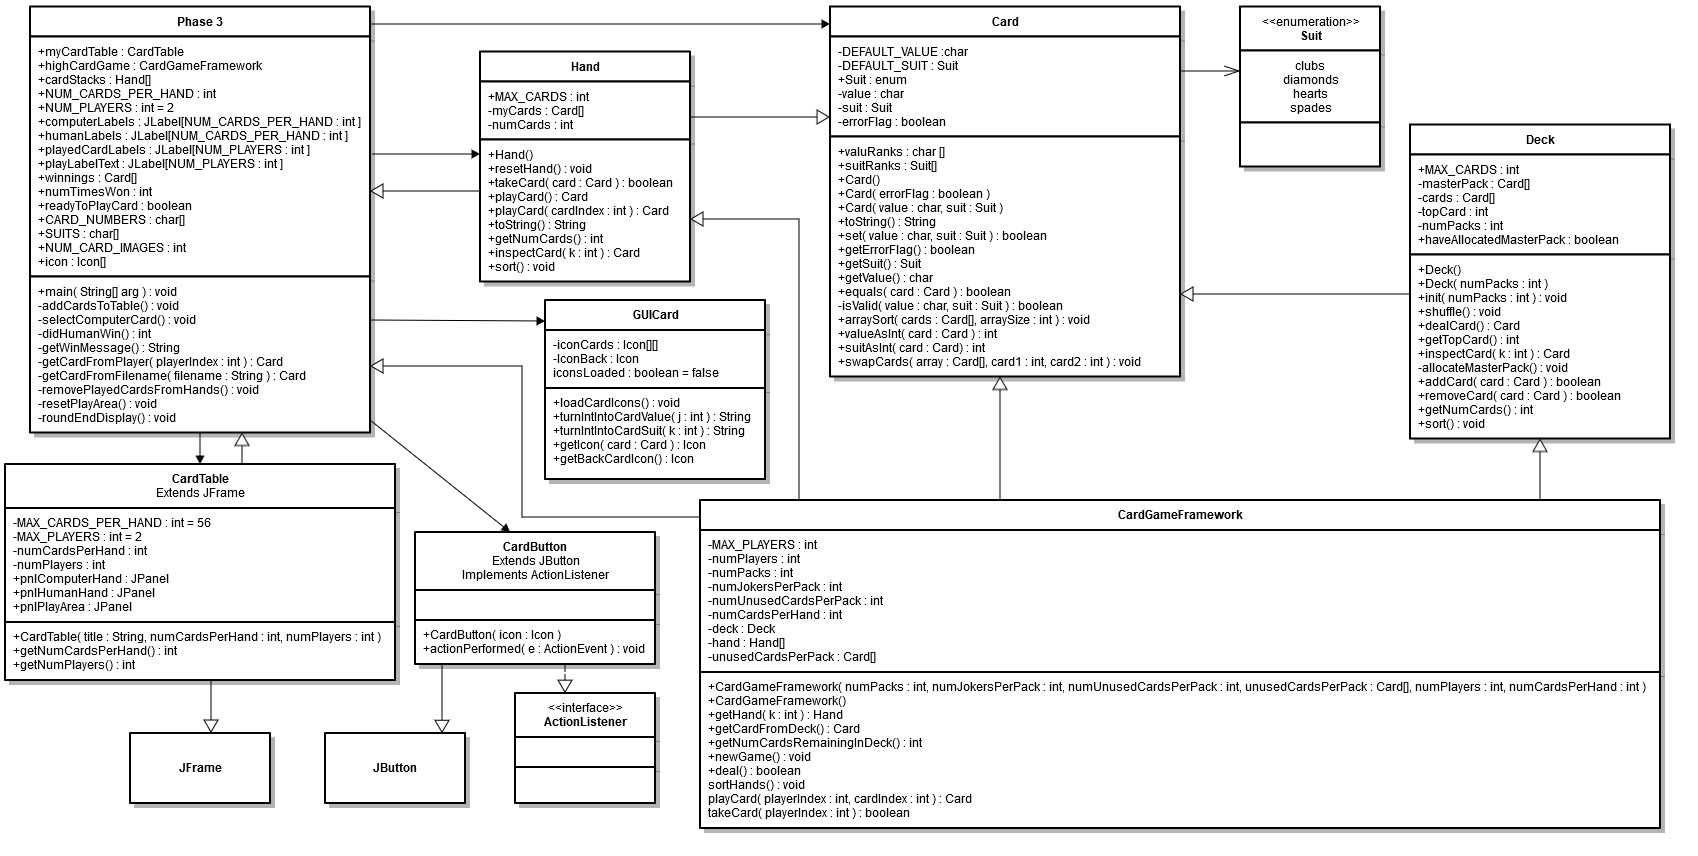 Phase 3
+myCardTable : CardTable
+highCardGame : CardGameFramework
+cardStacks : Hand[]
+NUM_CARDS_PER_HAND : int
+NUM_PLAYERS : int = 2
+computerLabels : JLabel[NUM_CARDS_PER_HAND : int ]
+humanLabels : JLabel[NUM_CARDS_PER_HAND : int ]
+playedCardLabels : JLabel[NUM_PLAYERS : int ]
+playLabelText : JLabel[NUM_PLAYERS : int ]
+winnings : Card[]
+numTimesWon : int
+readyToPlayCard : boolean
+CARD_NUMBERS : char[]
+SUITS : char[]
+NUM_CARD_IMAGES : int
+icon : Icon[]
+main( String[] arg ) : void
-addCardsToTable() : void
-selectComputerCard() : void
-didHumanWin() : int
-getWinMessage() : String
-getCardFromPlayer( playerIndex : int ) : Card
-getCardFromFilename( filename : String ) : Card
-removePlayedCardsFromHands() : void
-resetPlayArea() : void
-roundEndDisplay() : void
Hand
+MAX_CARDS : int
-myCards : Card[]
-numCards : int
+Hand()
+resetHand() : void
+takeCard( card : Card ) : boolean
+playCard() : Card
+playCard( cardIndex : int ) : Card
+toString() : String
+getNumCards() : int
+inspectCard( k : int ) : Card
+sort() : void
Card
-DEFAULT_VALUE :char
-DEFAULT_SUIT : Suit
+Suit : enum
-value : char
-suit : Suit
-errorFlag : boolean
+valuRanks : char []
+suitRanks : Suit[]
+Card()
+Card( errorFlag : boolean )
+Card( value : char, suit : Suit )
+toString() : String
+set( value : char, suit : Suit ) : boolean
+getErrorFlag() : boolean
+getSuit() : Suit
+getValue() : char
+equals( card : Card ) : boolean
-isValid( value : char, suit : Suit ) : boolean
+arraySort( cards : Card[], arraySize : int ) : void
+valueAsInt( card : Card ) : int
+suitAsInt( card : Card) : int
+swapCards( array : Card[], card1 : int, card2 : int ) : void
<<enumeration>>
Suit
clubs
diamonds
hearts
spades
Deck
+MAX_CARDS : int
-masterPack : Card[]
-cards : Card[]
-topCard : int
-numPacks : int
+haveAllocatedMasterPack : boolean
+Deck()
+Deck( numPacks : int )
+init( numPacks : int ) : void
+shuffle() : void
+dealCard() : Card
+getTopCard() : int
+inspectCard( k : int ) : Card
-allocateMasterPack() : void
+addCard( card : Card ) : boolean
+removeCard( card : Card ) : boolean
+getNumCards() : int
+sort() : void
GUICard
-iconCards : Icon[][]
-IconBack : Icon
iconsLoaded : boolean = false
+loadCardIcons() : void
+turnIntIntoCardValue( j : int ) : String
+turnIntIntoCardSuit( k : int ) : String
+getIcon( card : Card ) : Icon
+getBackCardIcon() : Icon
CardTable
Extends JFrame
-MAX_CARDS_PER_HAND : int = 56
-MAX_PLAYERS : int = 2
-numCardsPerHand : int
-numPlayers : int
+pnlComputerHand : JPanel
+pnlHumanHand : JPanel
+pnlPlayArea : JPanel
+CardTable( title : String, numCardsPerHand : int, numPlayers : int )
+getNumCardsPerHand() : int
+getNumPlayers() : int
CardButton
Extends JButton
Implements ActionListener
+CardButton( icon : Icon )
+actionPerformed( e : ActionEvent ) : void
CardGameFramework
-MAX_PLAYERS : int
-numPlayers : int
-numPacks : int
-numJokersPerPack : int
-numUnusedCardsPerPack : int
-numCardsPerHand : int
-deck : Deck
-hand : Hand[]
-unusedCardsPerPack : Card[]
+CardGameFramework( numPacks : int, numJokersPerPack : int, numUnusedCardsPerPack : int, unusedCardsPerPack : Card[], numPlayers : int, numCardsPerHand : int )
+CardGameFramework()
+getHand( k : int ) : Hand
+getCardFromDeck() : Card
+getNumCardsRemainingInDeck() : int
+newGame() : void
+deal() : boolean
sortHands() : void
playCard( playerIndex : int, cardIndex : int ) : Card
takeCard( playerIndex : int ) : boolean
JFrame
JButton
<<interface>>
ActionListener